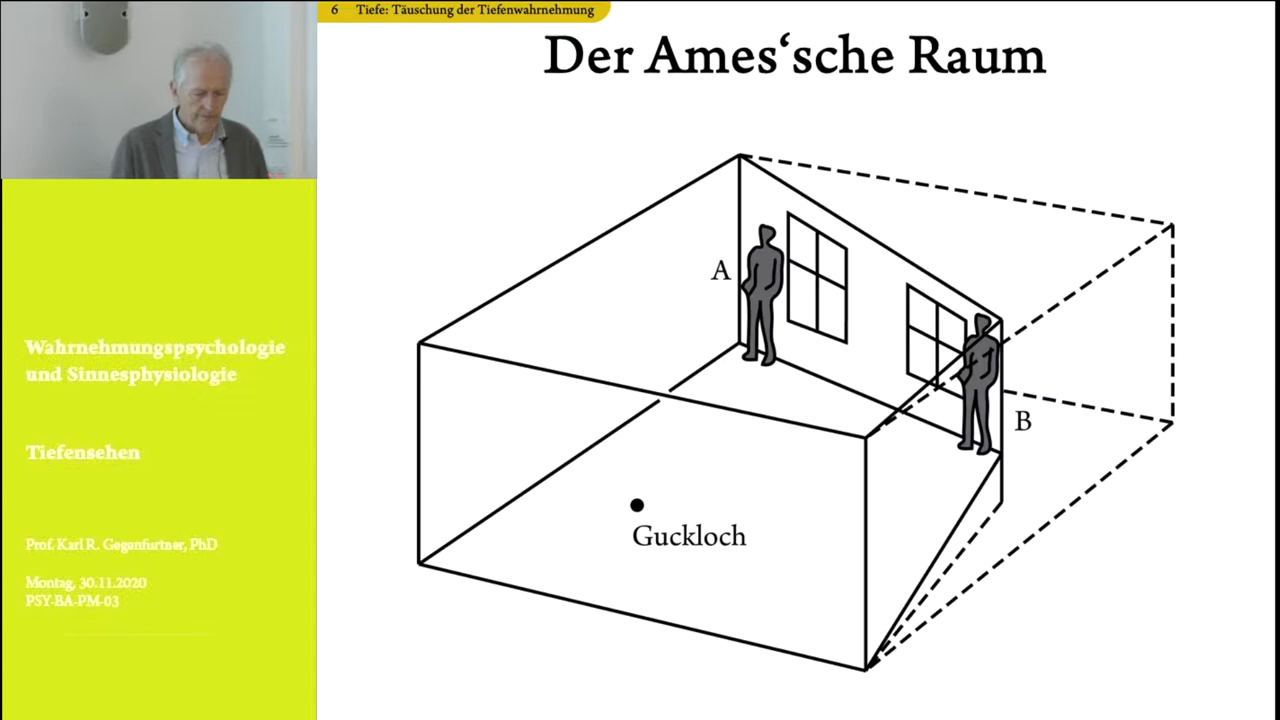 6 Tiefe: Täuschung der Tiefenwahrnehmung
Der Ames‘sche Raum
A
B
Guckloch
Wahrnehmungspsychologie
und Sinnesphysiologie
Tiefensehen
Prof. Karl R. Gegenfurtner, PhD
Montag, 30.11.2020
PSY-BA-PM-03